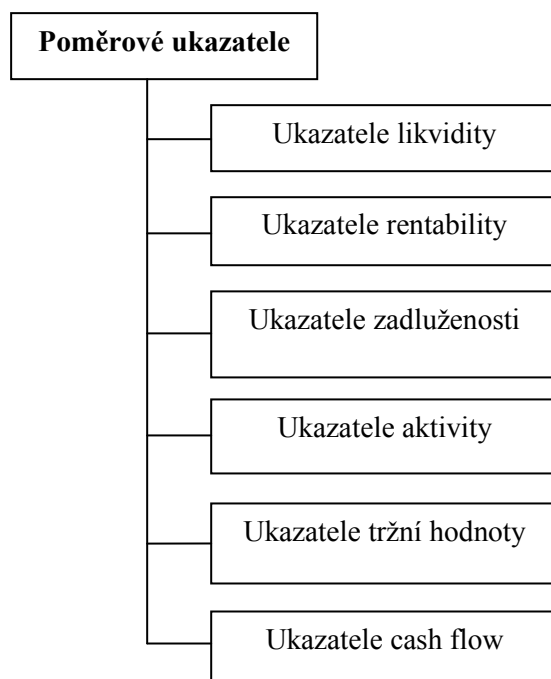 Poměrové ukazatele
Ukazatele likvidity
Ukazatele rentability
Ukazatele zadluženosti
Ukazatele aktivity
Ukazatele tržní hodnoty
Ukazatele cash flow